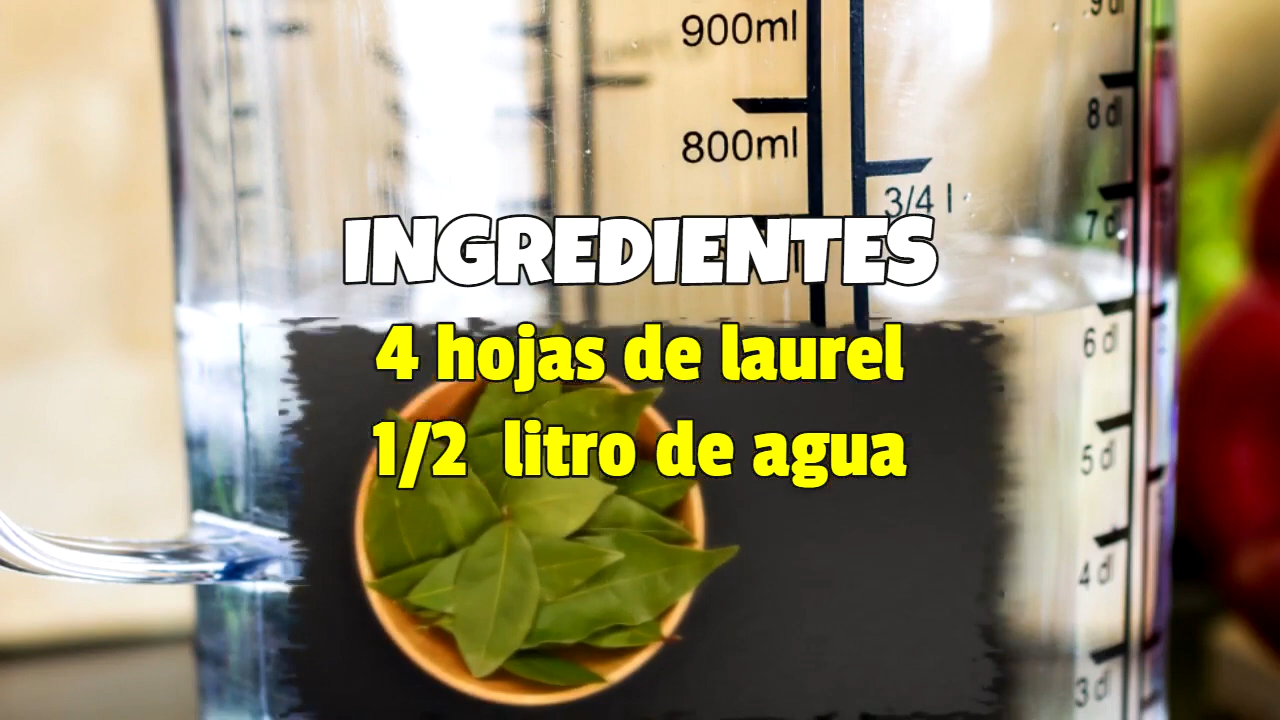 900ml
9 dl
8 dl
800ml
3/4 l
7 d
INGREDIENTES
6 dl
4 hojas de laurel
1/2 litro de agua
5 dl
4 dl
3 dl